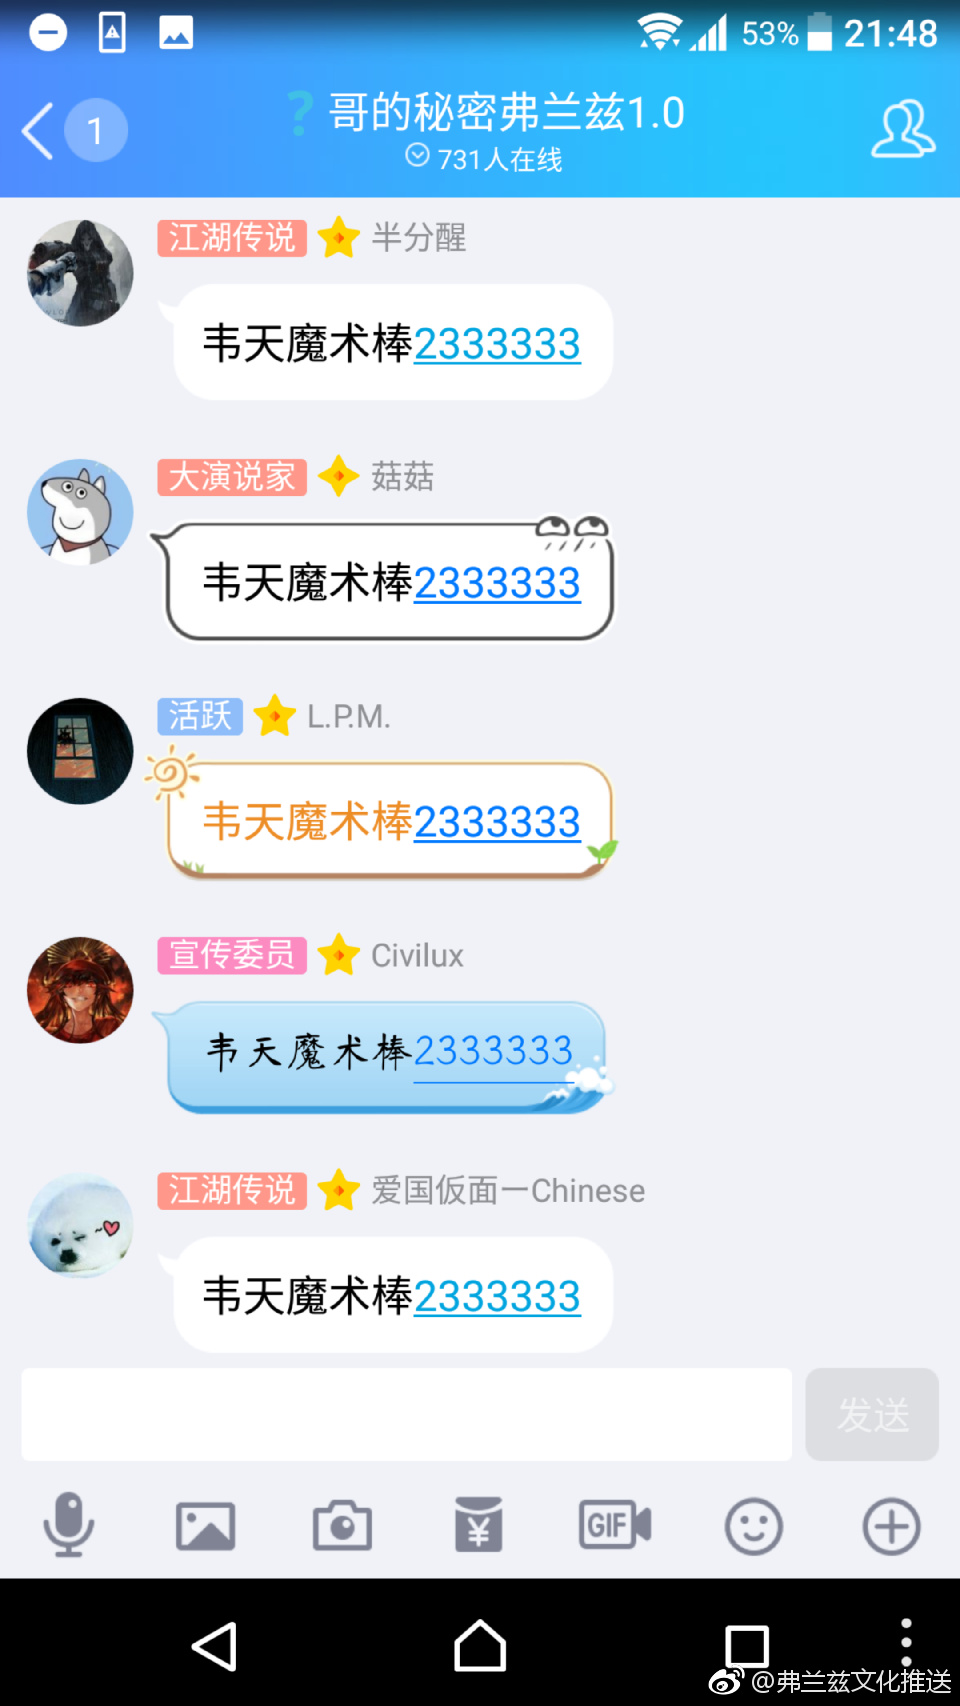 53% 21:48
1
? 哥的秘密弗兰兹1.0
731人在线
江湖传说 半分醒
韦天魔术棒2333333
大演说家 菇菇
韦天魔术棒2333333
活跃 L.P.M.
韦天魔术棒2333333
宣传委员 Civilux
韦天魔术棒2333333
江湖传说 爱国仮面一Chinese
韦天魔术棒2333333
发送
¥
GIF
@弗兰兹文化推送